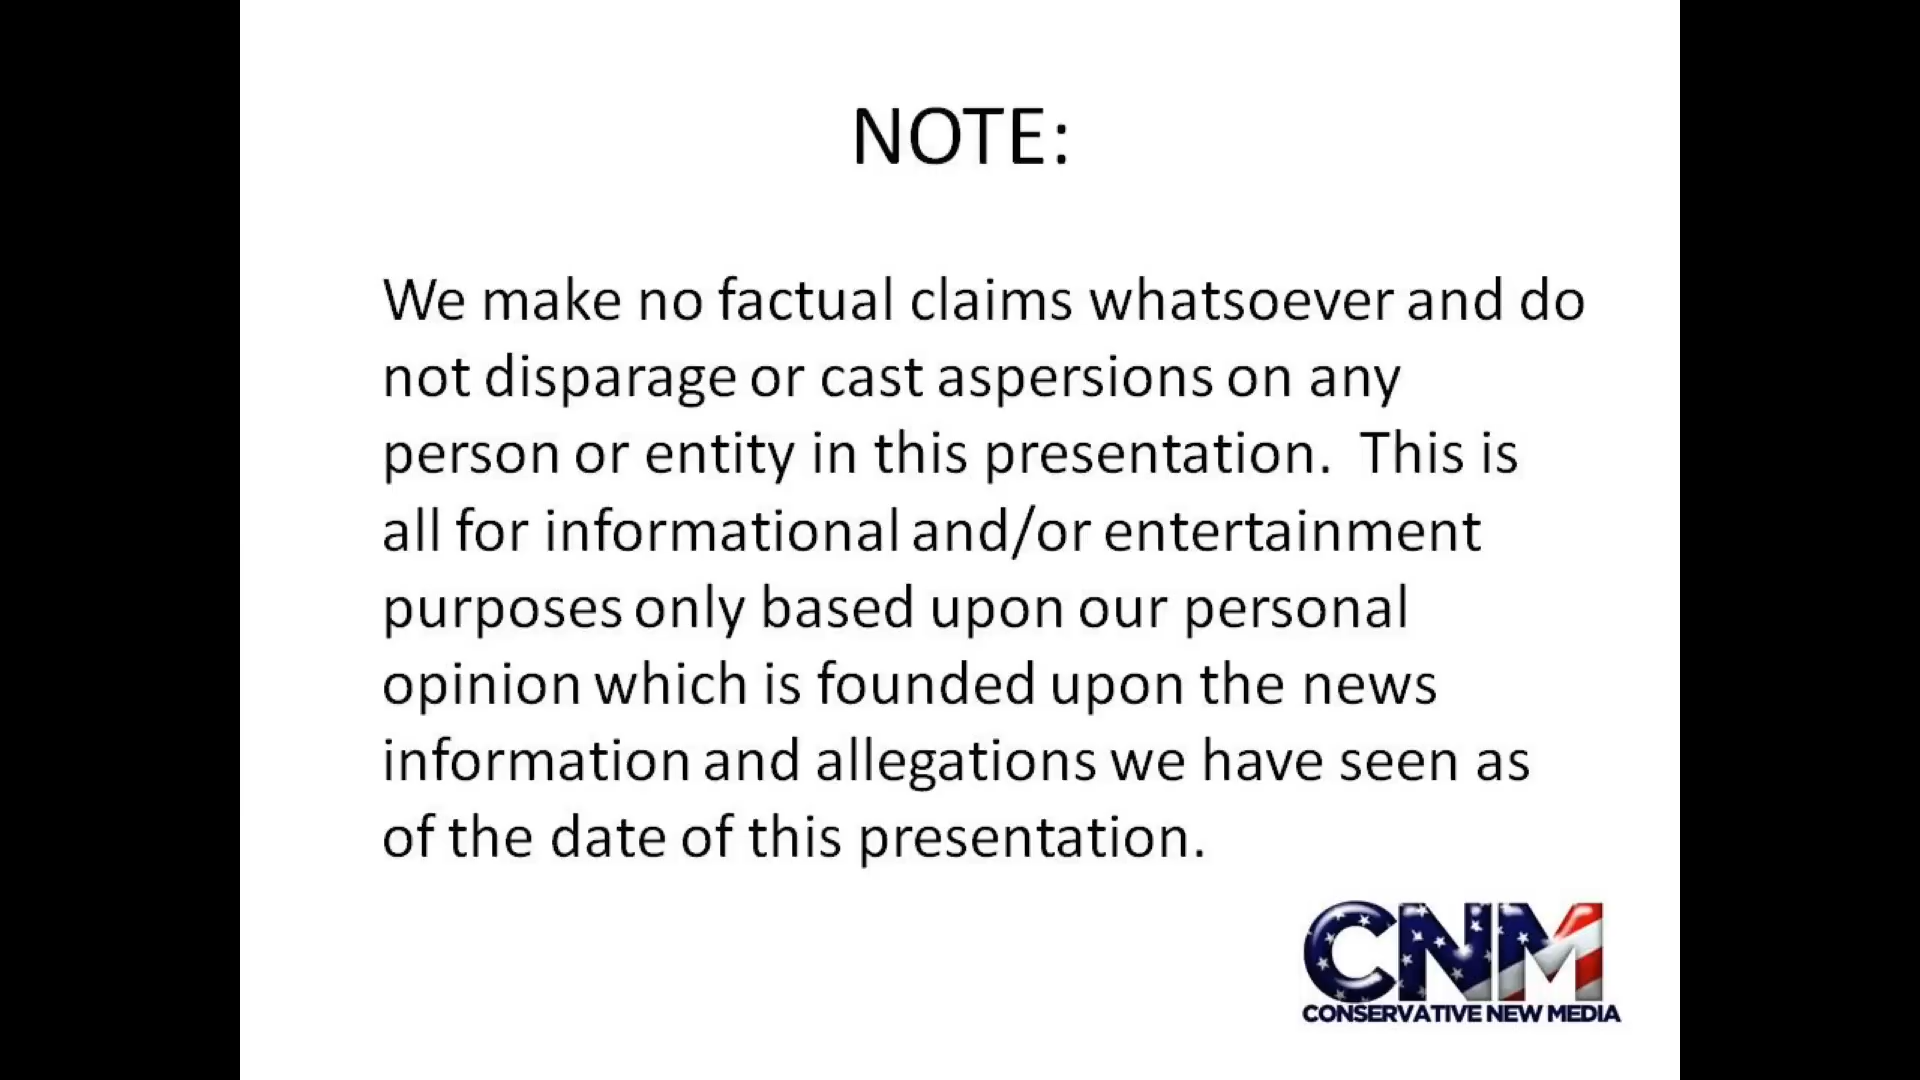 NOTE:
We make no factual claims whatsoever and do
not disparage or cast aspersions on any
person or entity in this presentation.  This is
all for informational and/or entertainment
purposes only based upon our personal
opinion which is founded upon the news
information and allegations we have seen as
of the date of this presentation.
CNM
CONSERVATIVE NEW MEDIA